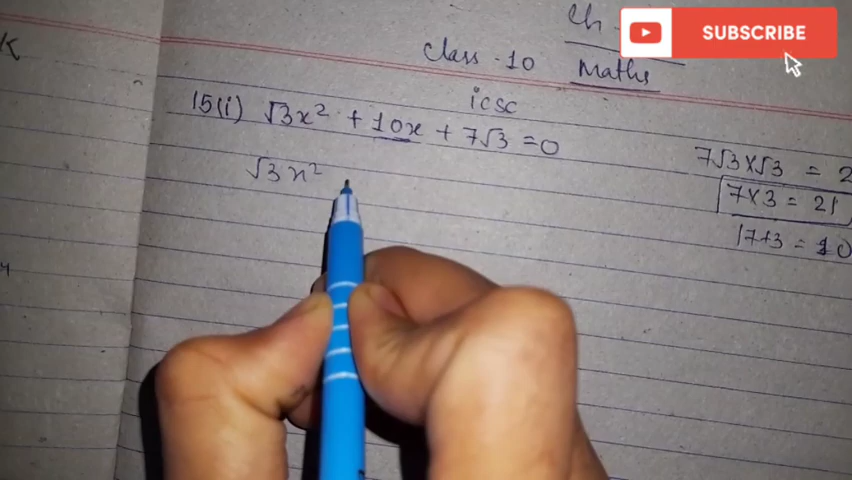 K
Ch
SUBSCRIBE
Class - 10 Maths
icsc
15(i) √3x² + 10x + 7√3 = 0
√3x²
7√3×√3 = 2
7×3 = 21
7+3 = 10